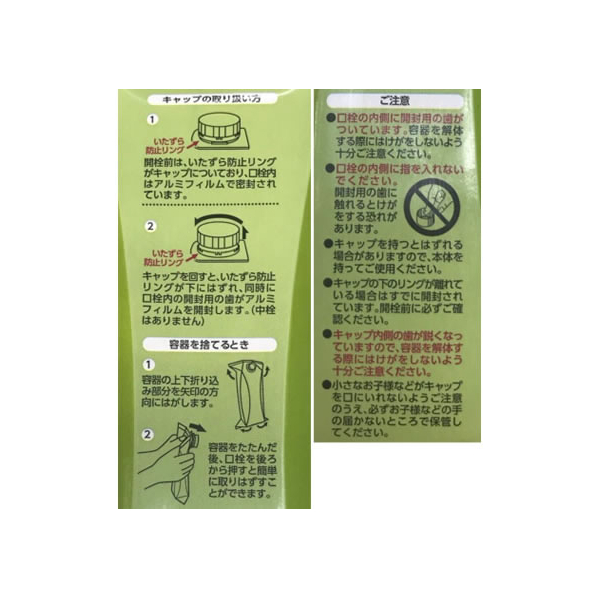 キャップの取り扱い方
1
いたずら
防止リング
開栓前は、いたずら防止リング
がキャップについており、口栓内
はアルミフィルムで密封され
ています。
2
いたずら
防止リング
キャップを回すと、いたずら防止
リングが下にはずれ、同時に
口栓内の開封用の歯がアルミ
フィルムを開封します。(中栓
はありません)
容器を捨てるとき
1
容器の上下折り込
み部分を矢印の方
向にはがします。
2
容器をたたんだ
後、口栓を後ろ
から押すと簡単
に取りはずすこ
とができます。
ご注意
●口栓の内側に開封用の歯が
ついています。容器を解体
する際にはけがをしないよう
十分ご注意ください。
●口栓の内側に指を入れない
でください。
開封用の歯に
触れるとけが
をする恐れが
あります。
●キャップを持つとはずれる
場合がありますので、本体を
持ってご使用ください。
●キャップの下のリングが離れて
いる場合はすでに開封されて
います。開栓前に必ずご確
認ください。
●キャップ内側の歯が鋭くなっ
ていますので、容器を解体す
る際にはけがをしないよう
十分ご注意ください。
●小さなお子様などがキャップ
を口にいれないようご注意
のうえ、必ずお子様などの手
の届かないところで保管し
てください。